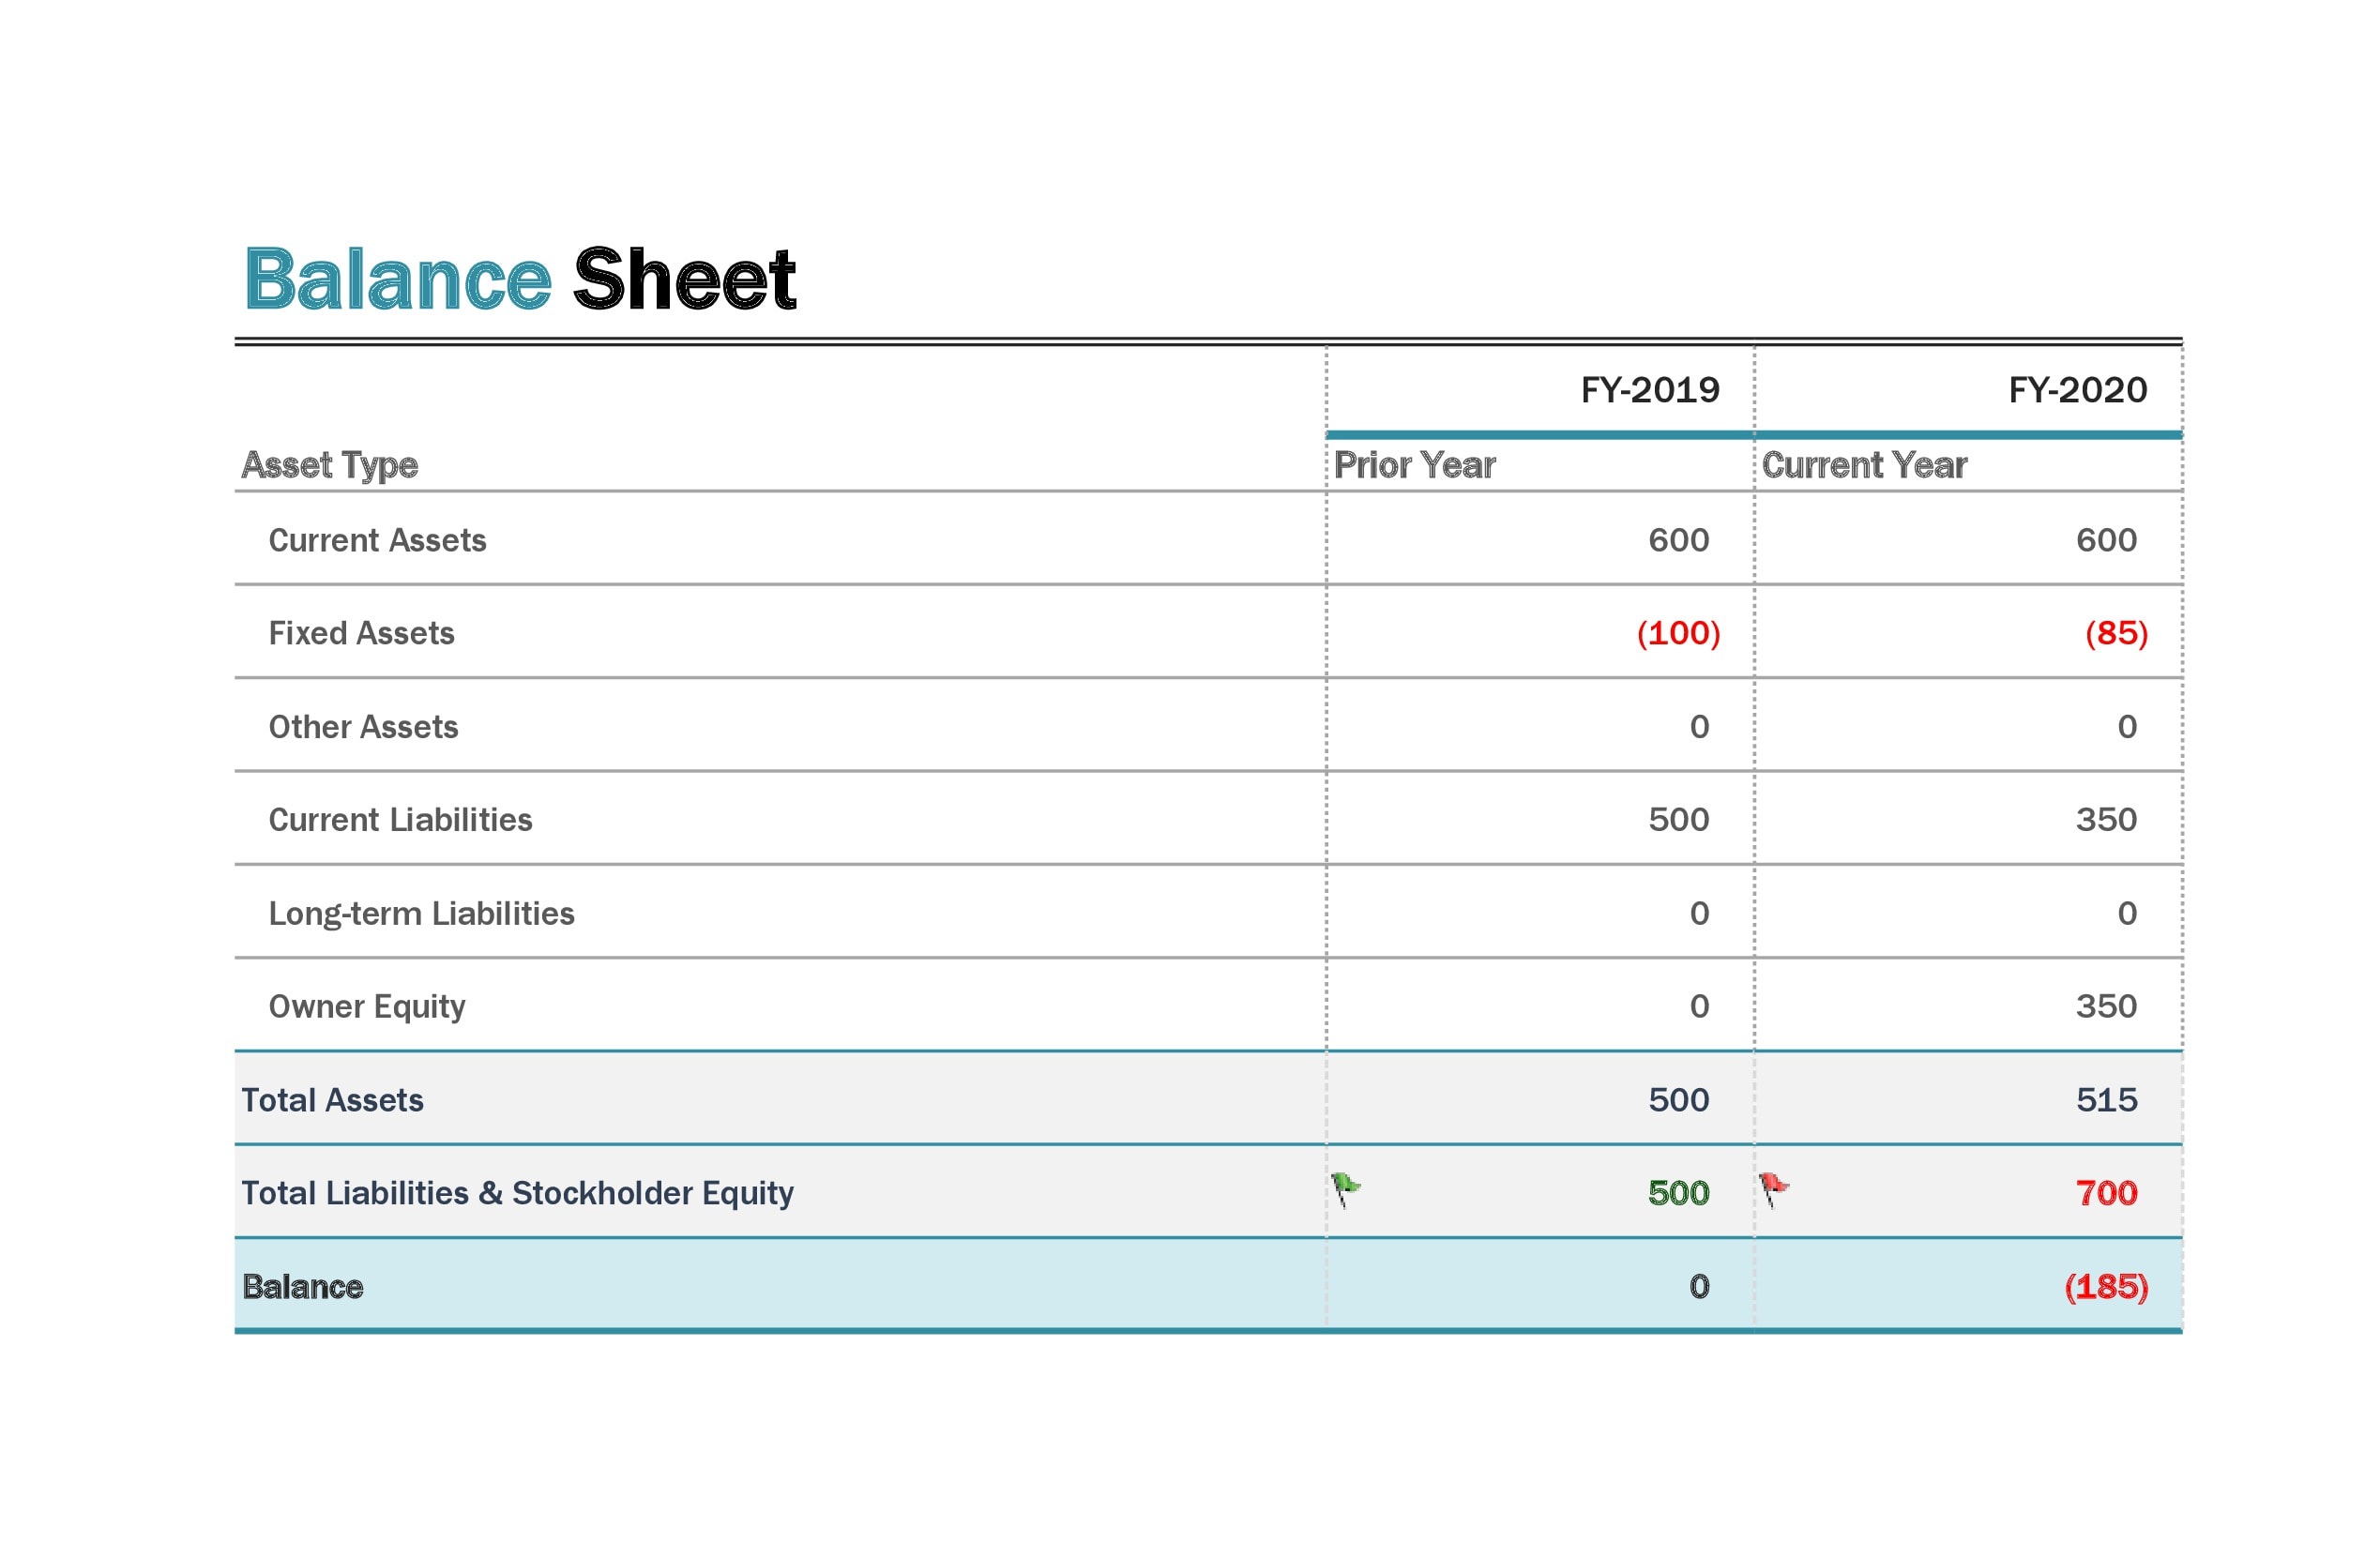 Balance Sheet
FY-2019 FY-2020
Asset Type Prior Year Current Year
Current Assets 600 600
Fixed Assets (100) (85)
Other Assets 0 0
Current Liabilities 500 350
Long-term Liabilities 0 0
Owner Equity 0 350
Total Assets 500 515
Total Liabilities & Stockholder Equity 500 700
Balance 0 (185)